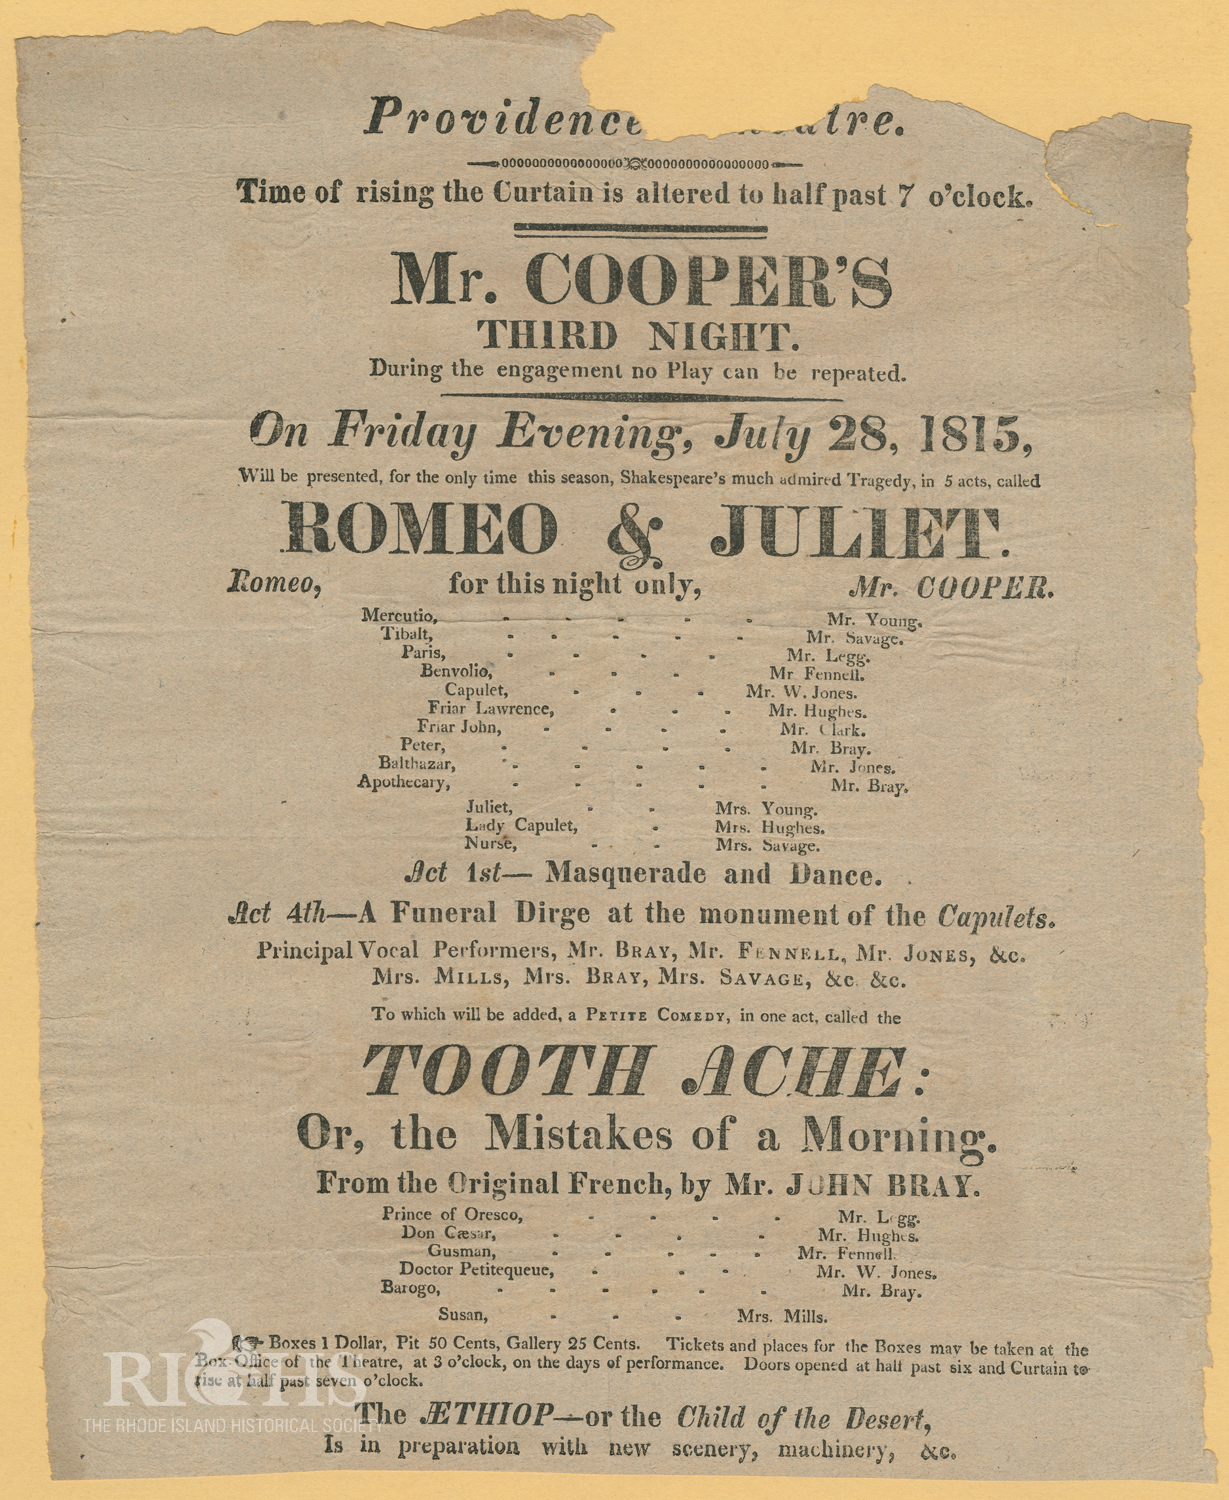 Providence
Time of rising the Curtain is altered to half past 7 o'clock.
Mr. COOPER'S
THIRD NIGHT.
During the engagement no Play can be repeated.
On Friday Evening, July 28, 1815,
Will be presented, for the only time this season, Shakespeare's much admired Tragedy, in 5 acts, called
ROMEO & JULIET.
Romeo, for this night only, Mr. COOPER.
Mercutio, - - - - - Mr. Young.
Tibalt, - - - - - Mr. Savage.
Paris, - - - - Mr. Legg.
Benvolio, - - - Mr Fennell.
Capulet, - - - Mr. W. Jones.
Friar Lawrence, - - - Mr. Hughes.
Friar John, - - - - Mr. Clark.
Peter, - - - - Mr. Bray.
Balthazar, - - - - - Mr. Jones.
Apothecary, - - - - - Mr. Bray.
Juliet, - - Mrs. Young.
Lady Capulet, - Mrs. Hughes.
Nurse, - - Mrs. Savage.
Act 1st— Masquerade and Dance.
Act 4th—A Funeral Dirge at the monument of the Capulets.
Principal Vocal Performers, Mr. BRAY, Mr. FENNELL, Mr. JONES, &c.
Mrs. MILLS, Mrs. BRAY, Mrs. SAVAGE, &c. &c.
To which will be added, a PETITE COMEDY, in one act, called the
TOOTH ACHE:
Or, the Mistakes of a Morning.
From the Original French, by Mr. JOHN BRAY.
Prince of Oresco, - - - - Mr. Legg.
Don Cæsar, - - - - Mr. Hughes.
Gusman, - - - - - Mr. Fennell.
Doctor Petitequeue, - - - Mr. W. Jones.
Barogo, - - - - - - Mr. Bray.
Susan, - - - Mrs. Mills.
☞ Boxes 1 Dollar, Pit 50 Cents, Gallery 25 Cents. Tickets and places for the Boxes may be taken at the
Box-Office of the Theatre, at 3 o'clock, on the days of performance. Doors opened at half past six and Curtain to
rise at half past seven o'clock.
The ÆTHIOP—or the Child of the Desert,
Is in preparation with new scenery, machinery, &c.
RIHS
THE RHODE ISLAND HISTORICAL SOCIETY